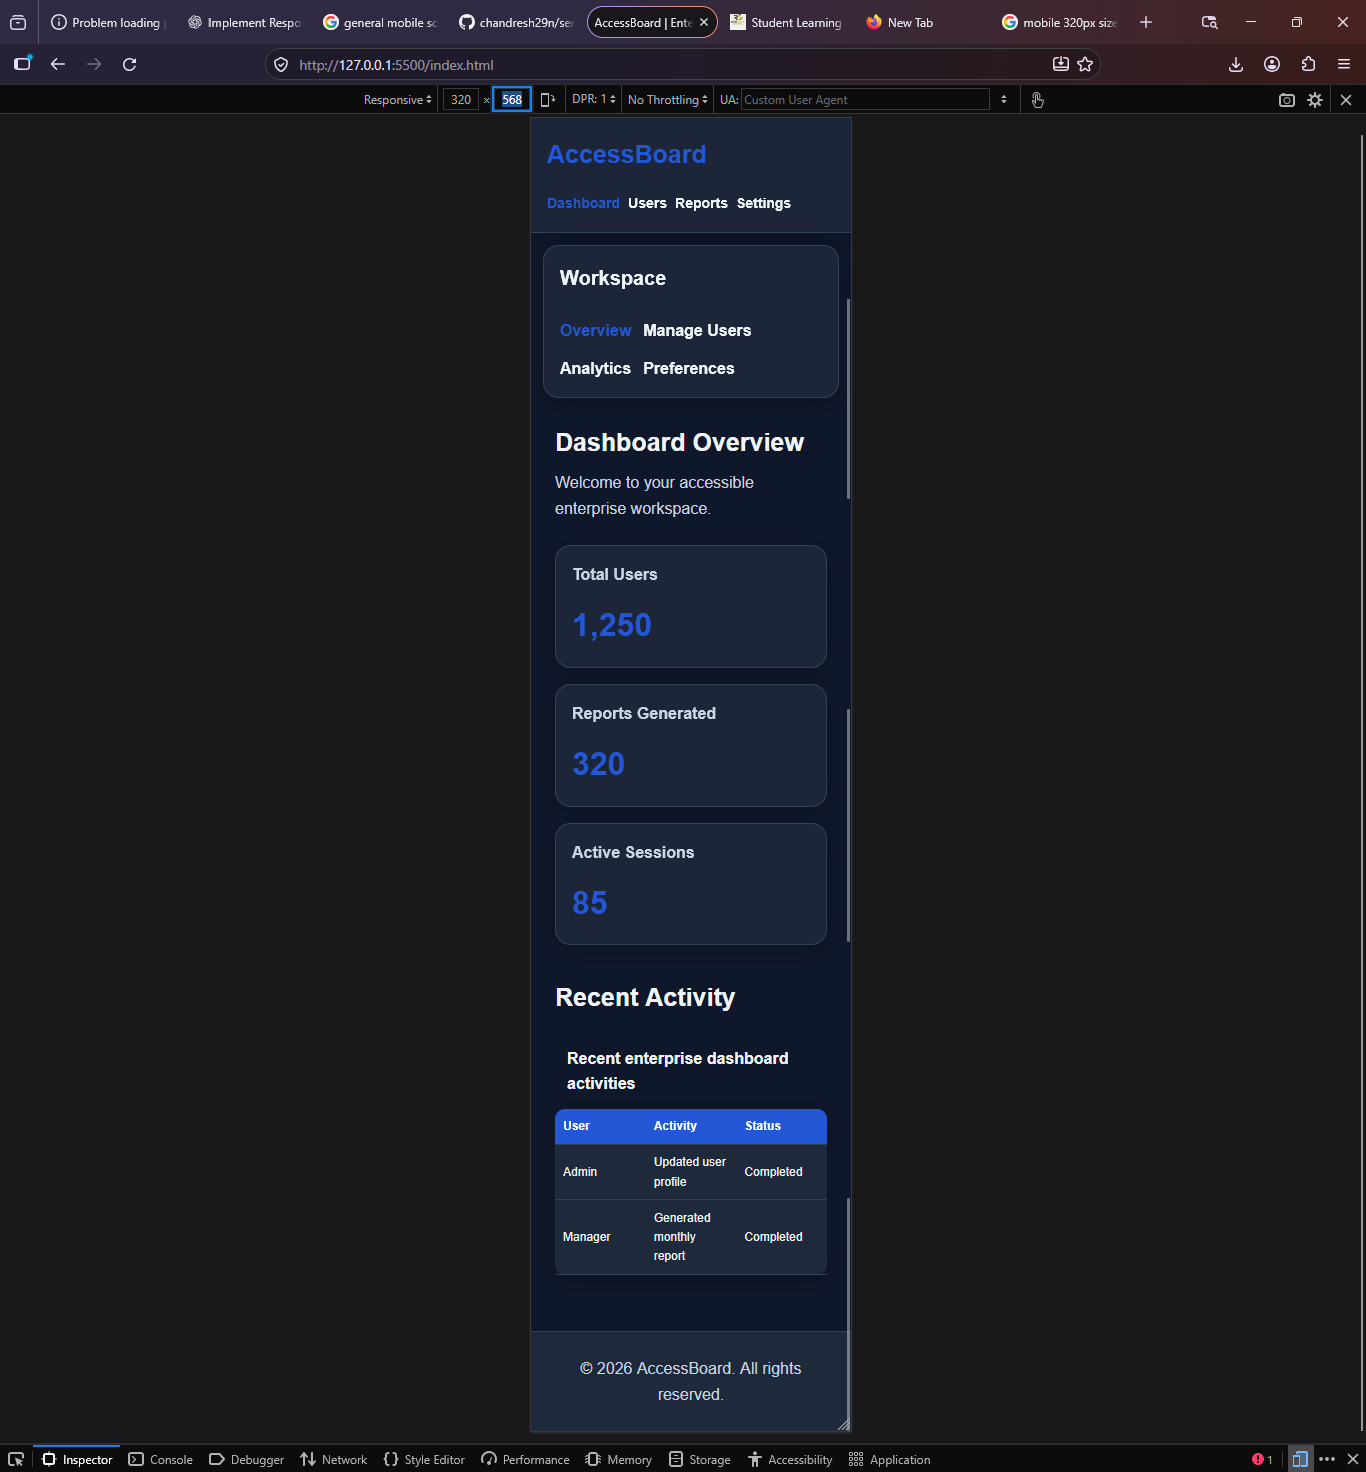 Problem loading
Implement Respo
general mobile sc
chandresh29n/ser
AccessBoard | Ente
Student Learning
New Tab
mobile 320px size
http://127.0.0.1:5500/index.html
Responsive
320 × 568
DPR: 1
No Throttling
UA: Custom User Agent
AccessBoard
Dashboard Users Reports Settings
Workspace
Overview Manage Users
Analytics Preferences
Dashboard Overview
Welcome to your accessible
enterprise workspace.
Total Users
1,250
Reports Generated
320
Active Sessions
85
Recent Activity
Recent enterprise dashboard
activities
User Activity Status
Admin Updated user profile Completed
Manager Generated monthly report Completed
© 2026 AccessBoard. All rights
reserved.
Inspector Console Debugger Network Style Editor Performance Memory Storage Accessibility Application 1